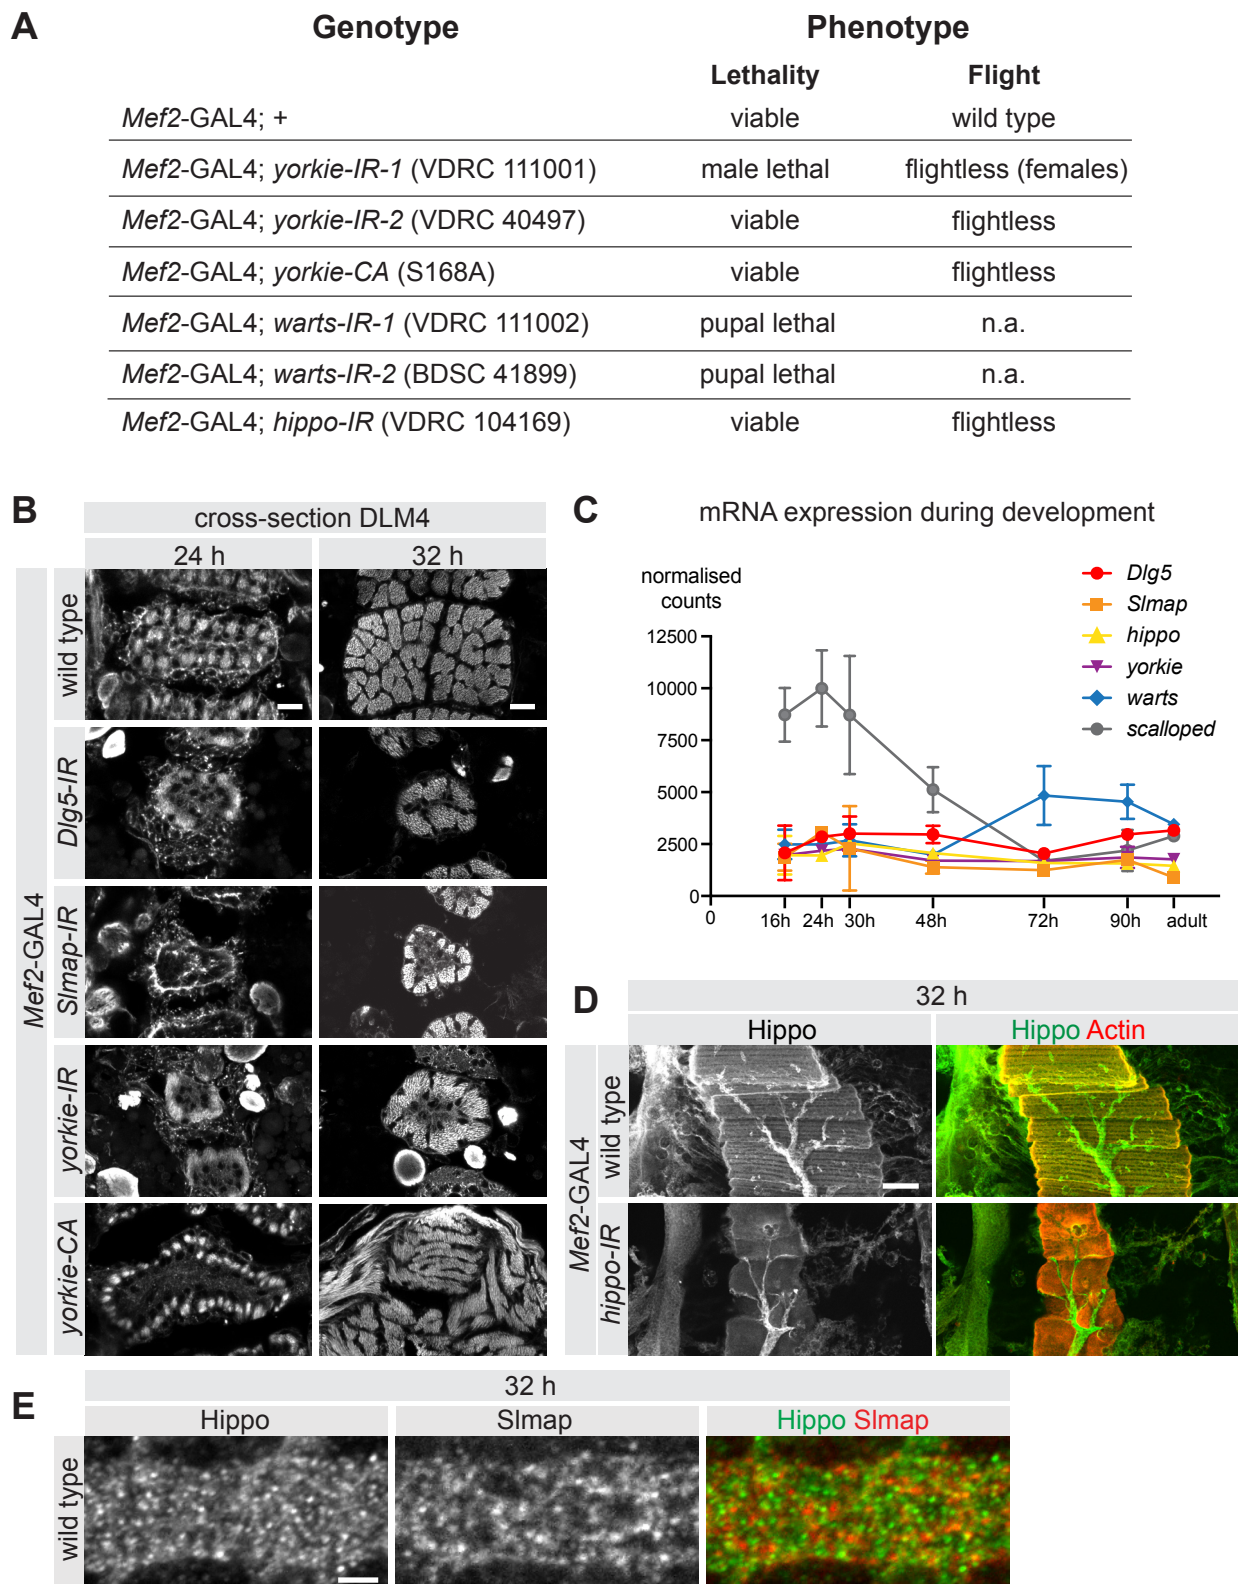 A Genotype Phenotype
Lethality Flight
Mef2-GAL4; + viable wild type
Mef2-GAL4; yorkie-IR-1 (VDRC 111001) male lethal flightless (females)
Mef2-GAL4; yorkie-IR-2 (VDRC 40497) viable flightless
Mef2-GAL4; yorkie-CA (S168A) viable flightless
Mef2-GAL4; warts-IR-1 (VDRC 111002) pupal lethal n.a.
Mef2-GAL4; warts-IR-2 (BDSC 41899) pupal lethal n.a.
Mef2-GAL4; hippo-IR (VDRC 104169) viable flightless
B
cross-section DLM4
24 h 32 h
Mef2-GAL4
wild type
Dlg5-IR
Slmap-IR
yorkie-IR
yorkie-CA
C mRNA expression during development
normalised
counts
Dlg5
Slmap
hippo
yorkie
warts
scalloped
12500
10000
7500
5000
2500
0
0 16h 24h 30h 48h 72h 90h adult
D
32 h
Hippo Hippo Actin
Mef2-GAL4
wild type
hippo-IR
E
32 h
Hippo Slmap Hippo Slmap
wild type